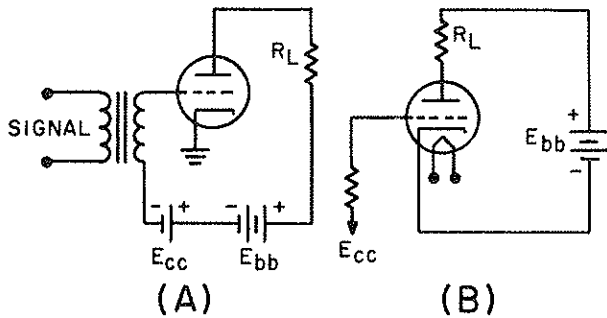 SIGNAL
R_L
- +
E_cc
- +
E_bb
(A)
R_L
+
E_bb
-
E_cc
(B)